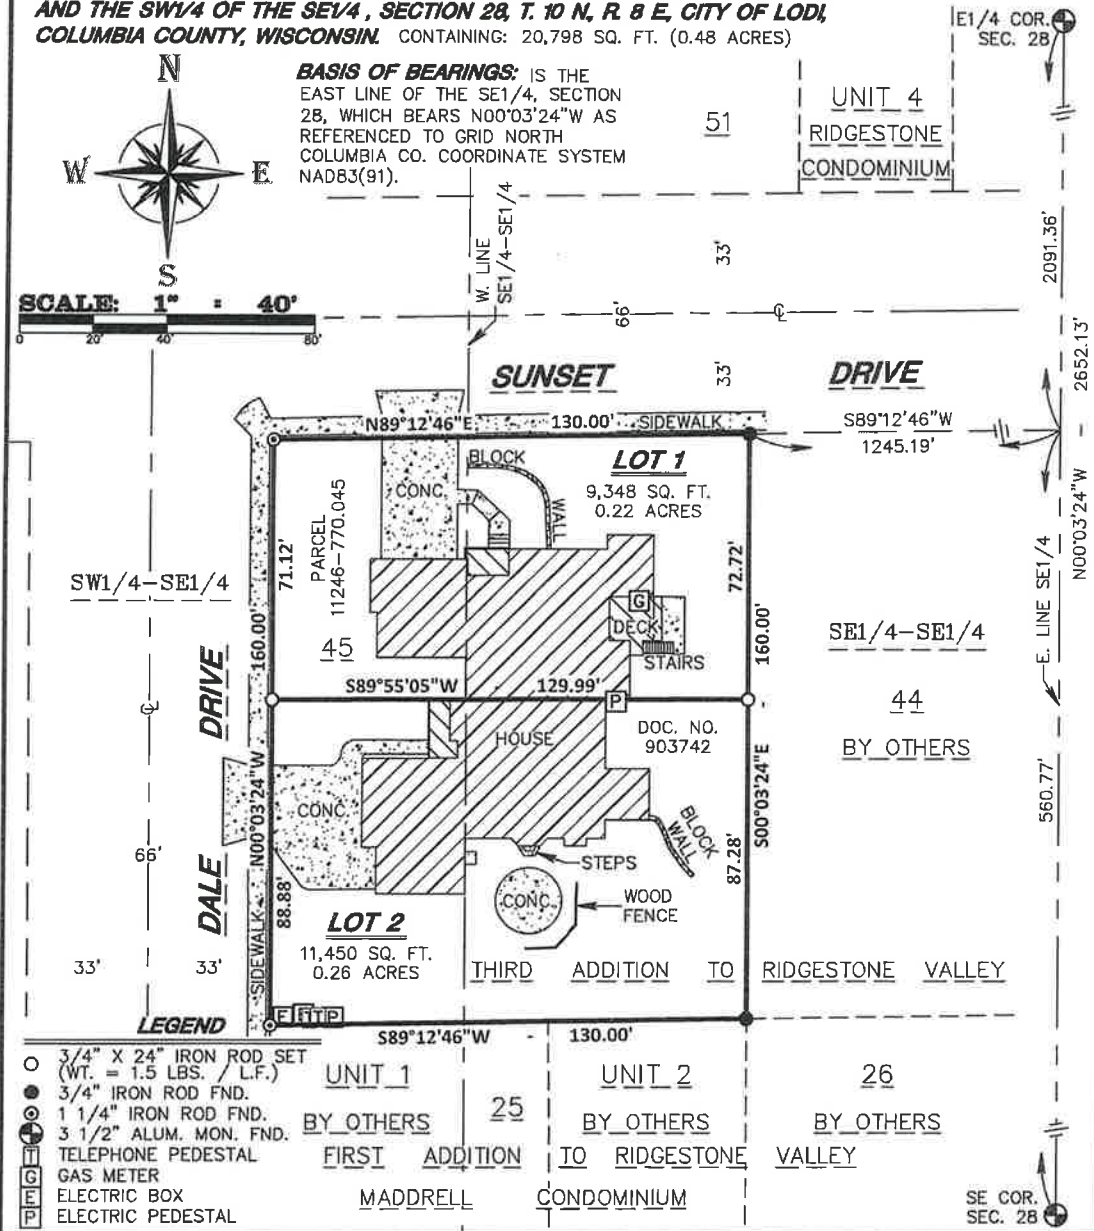 AND THE SW1/4 OF THE SE1/4, SECTION 28, T. 10 N, R. 8 E, CITY OF LODI,
COLUMBIA COUNTY, WISCONSIN. CONTAINING: 20,798 SQ. FT. (0.48 ACRES)
E1/4 COR.
SEC. 28
N
W
E
S
BASIS OF BEARINGS: IS THE
EAST LINE OF THE SE1/4, SECTION
28, WHICH BEARS N00°03'24"W AS
REFERENCED TO GRID NORTH
COLUMBIA CO. COORDINATE SYSTEM
NAD83(91).
51
UNIT 4
RIDGESTONE
CONDOMINIUM
W. LINE
SE1/4-SE1/4
33'
2091.36'
SCALE: 1" = 40'
0 20' 40' 80'
66'
℄
2652.13'
SUNSET
33'
DRIVE
N89°12'46"E 130.00' SIDEWALK
S89°12'46"W
1245.19'
N00°03'24"W
E. LINE SE1/4
BLOCK
WALL
LOT 1
9,348 SQ. FT.
0.22 ACRES
CONC.
PARCEL
11246-770.045
71.12'
72.72'
SW1/4-SE1/4
160.00'
160.00'
G
DECK
STAIRS
45
SE1/4-SE1/4
S89°55'05"W - 129.99'
P
44
BY OTHERS
DALE DRIVE
℄
HOUSE
DOC. NO.
903742
N00°03'24"W
S00°03'24"E
CONC.
BLOCK
WALL
560.77'
66'
STEPS
87.28'
88.88'
CONC.
WOOD
FENCE
LOT 2
11,450 SQ. FT.
0.26 ACRES
SIDEWALK
33'
33'
THIRD ADDITION TO RIDGESTONE VALLEY
E
T
T
P
S89°12'46"W - 130.00'
LEGEND
3/4" X 24" IRON ROD SET
(WT. = 1.5 LBS. / L.F.)
3/4" IRON ROD FND.
1 1/4" IRON ROD FND.
3 1/2" ALUM. MON. FND.
T TELEPHONE PEDESTAL
G GAS METER
E ELECTRIC BOX
P ELECTRIC PEDESTAL
UNIT 1
BY OTHERS
25
UNIT 2
BY OTHERS
26
BY OTHERS
FIRST ADDITION TO RIDGESTONE VALLEY
MADDRELL CONDOMINIUM
SE COR.
SEC. 28